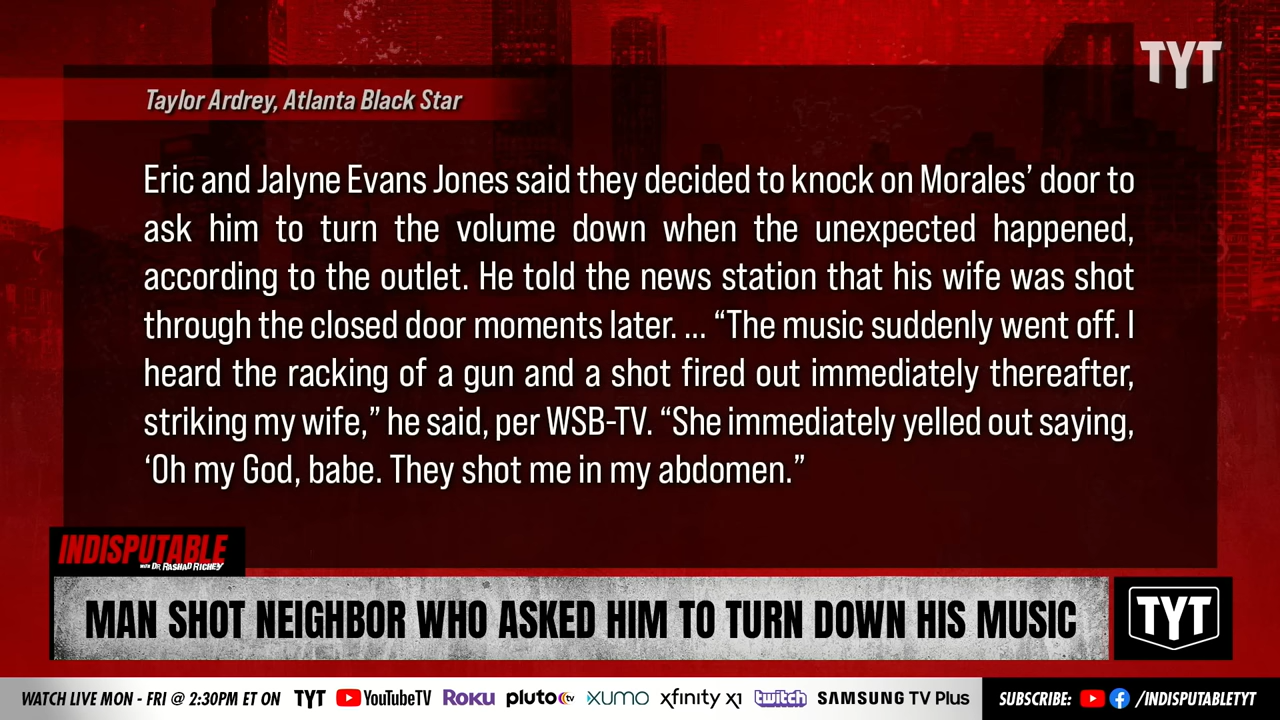 TYT
Taylor Ardrey, Atlanta Black Star
Eric and Jalyne Evans Jones said they decided to knock on Morales’ door to
ask him to turn the volume down when the unexpected happened,
according to the outlet. He told the news station that his wife was shot
through the closed door moments later. ... “The music suddenly went off. I
heard the racking of a gun and a shot fired out immediately thereafter,
striking my wife,” he said, per WSB-TV. “She immediately yelled out saying,
‘Oh my God, babe. They shot me in my abdomen.”
INDISPUTABLE
WITH DR. RASHAD RICHEY
MAN SHOT NEIGHBOR WHO ASKED HIM TO TURN DOWN HIS MUSIC
TYT
WATCH LIVE MON - FRI @ 2:30PM ET ON TYT YouTubeTV Roku pluto tv xumo xfinity x1 twitch SAMSUNG TV Plus SUBSCRIBE: /INDISPUTABLETYT